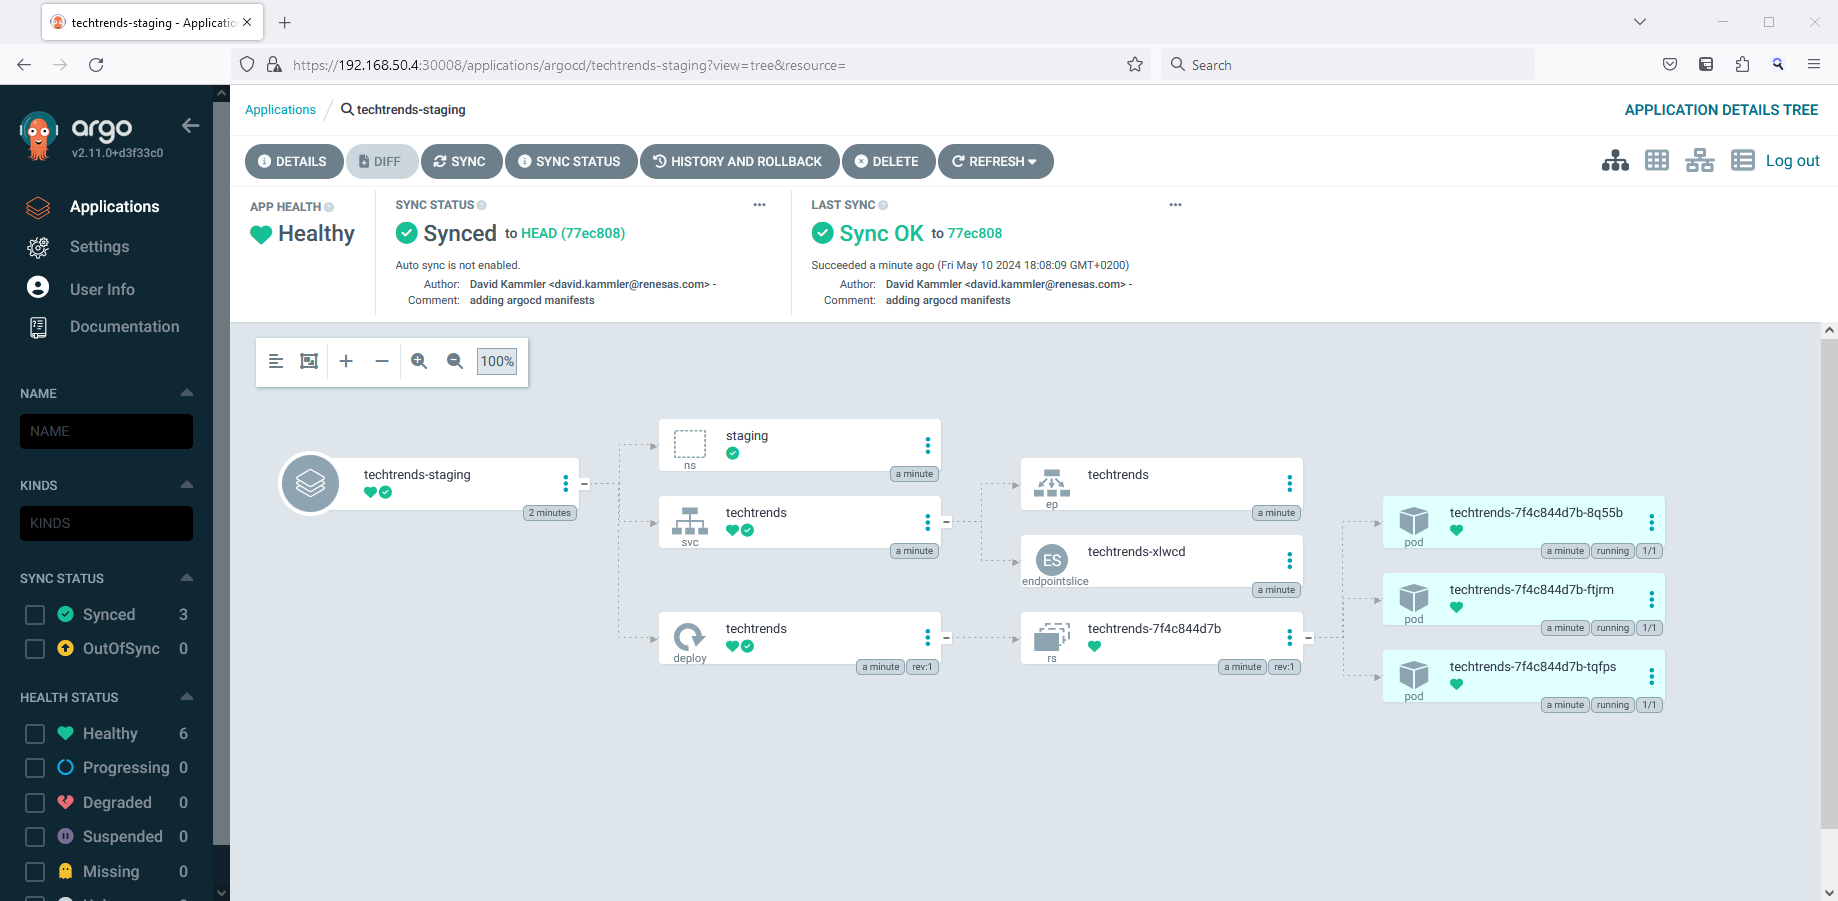 techtrends-staging - Applicatio
https://192.168.50.4:30008/applications/argocd/techtrends-staging?view=tree&resource=
Search
argo
v2.11.0+d3f33c0
Applications
Settings
User Info
Documentation
NAME
NAME
KINDS
KINDS
SYNC STATUS
Synced 3
OutOfSync 0
HEALTH STATUS
Healthy 6
Progressing 0
Degraded 0
Suspended 0
Missing 0
Applications / techtrends-staging
APPLICATION DETAILS TREE
DETAILS DIFF SYNC SYNC STATUS HISTORY AND ROLLBACK DELETE REFRESH
Log out
APP HEALTH
Healthy
SYNC STATUS
Synced to HEAD (77ec808)
Auto sync is not enabled.
Author: David Kammler <david.kammler@renesas.com> -
Comment: adding argocd manifests
LAST SYNC
Sync OK to 77ec808
Succeeded a minute ago (Fri May 10 2024 18:08:09 GMT+0200)
Author: David Kammler <david.kammler@renesas.com> -
Comment: adding argocd manifests
100%
techtrends-staging
2 minutes
staging
ns
a minute
techtrends
svc
a minute
techtrends
deploy
a minute rev:1
techtrends
ep
a minute
ES
techtrends-xlwcd
endpointslice
a minute
techtrends-7f4c844d7b
rs
a minute rev:1
techtrends-7f4c844d7b-8q55b
pod
a minute running 1/1
techtrends-7f4c844d7b-ftjrm
pod
a minute running 1/1
techtrends-7f4c844d7b-tqfps
pod
a minute running 1/1